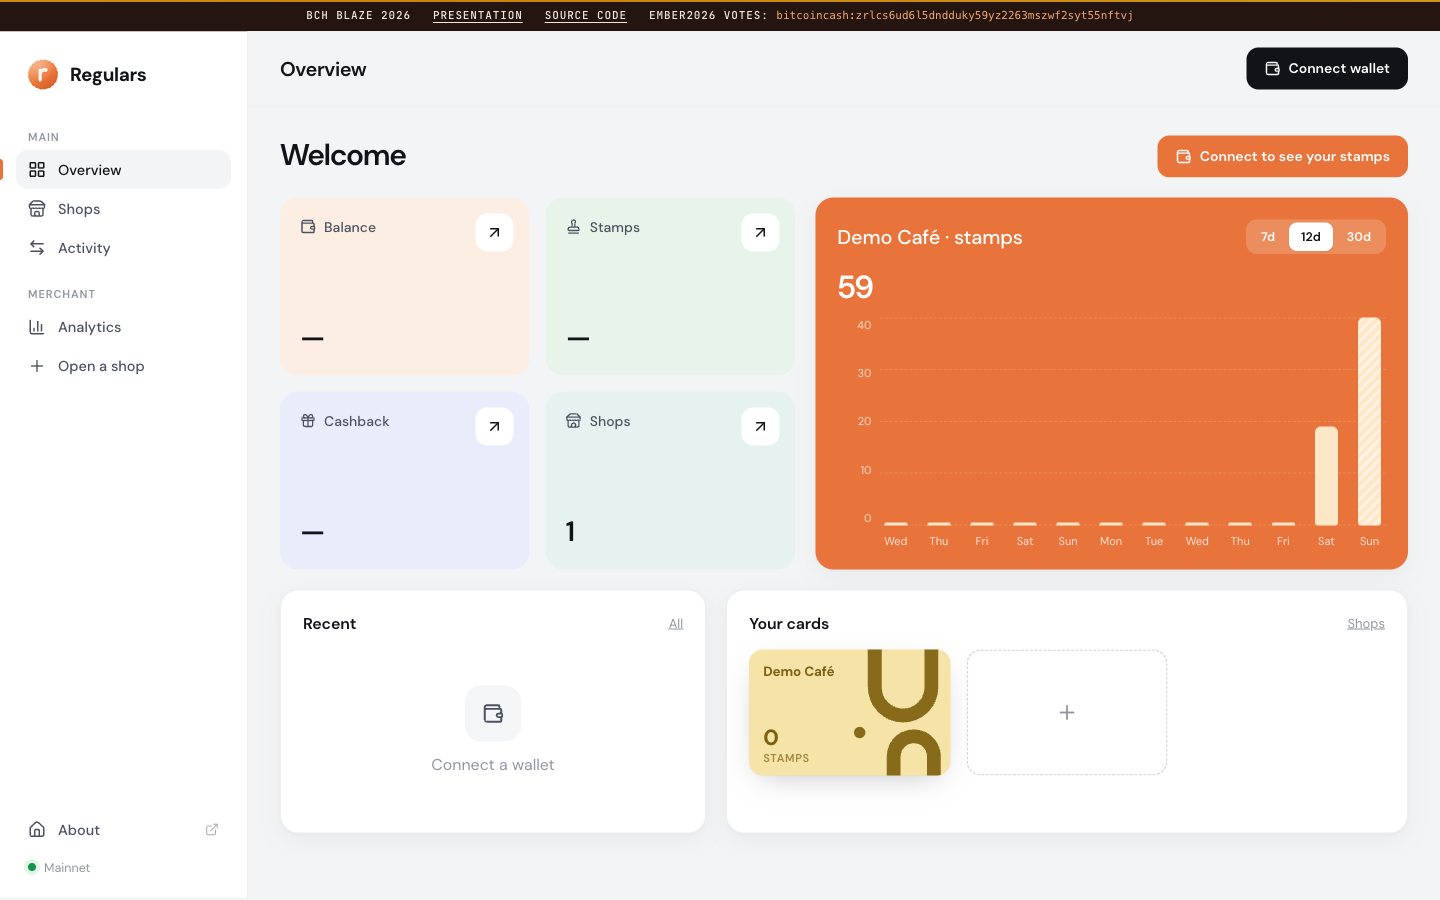 BCH BLAZE 2026 PRESENTATION SOURCE CODE EMBER2026 VOTES: bitcoincash:zrlcs6ud6l5dndduky59yz2263mszwf2syt55nftvj
Regulars
Overview
Connect wallet
MAIN
Overview
Shops
Activity
MERCHANT
Analytics
Open a shop
About
Mainnet
Welcome
Connect to see your stamps
Balance
—
Stamps
—
Cashback
—
Shops
1
Demo Café · stamps
7d 12d 30d
59
40
30
20
10
0
Wed Thu Fri Sat Sun Mon Tue Wed Thu Fri Sat Sun
Recent
All
Connect a wallet
Your cards
Shops
Demo Café
0
STAMPS